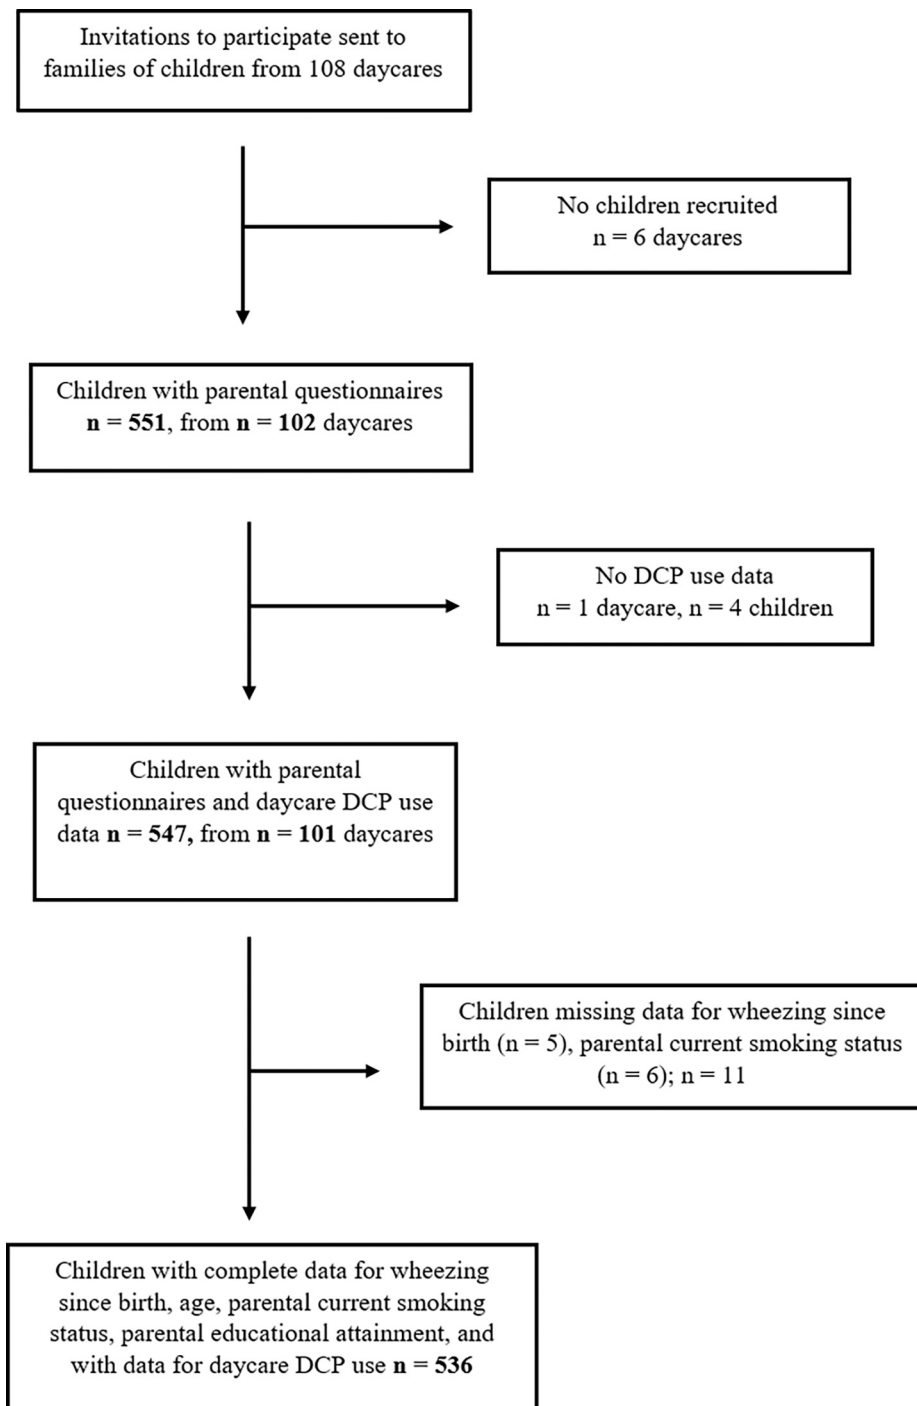 Invitations to participate sent to
families of children from 108 daycares
No children recruited
n = 6 daycares
Children with parental questionnaires
n = 551, from n = 102 daycares
No DCP use data
n = 1 daycare, n = 4 children
Children with parental
questionnaires and daycare DCP use
data n = 547, from n = 101 daycares
Children missing data for wheezing since
birth (n = 5), parental current smoking status
(n = 6); n = 11
Children with complete data for wheezing
since birth, age, parental current smoking
status, parental educational attainment, and
with data for daycare DCP use n = 536